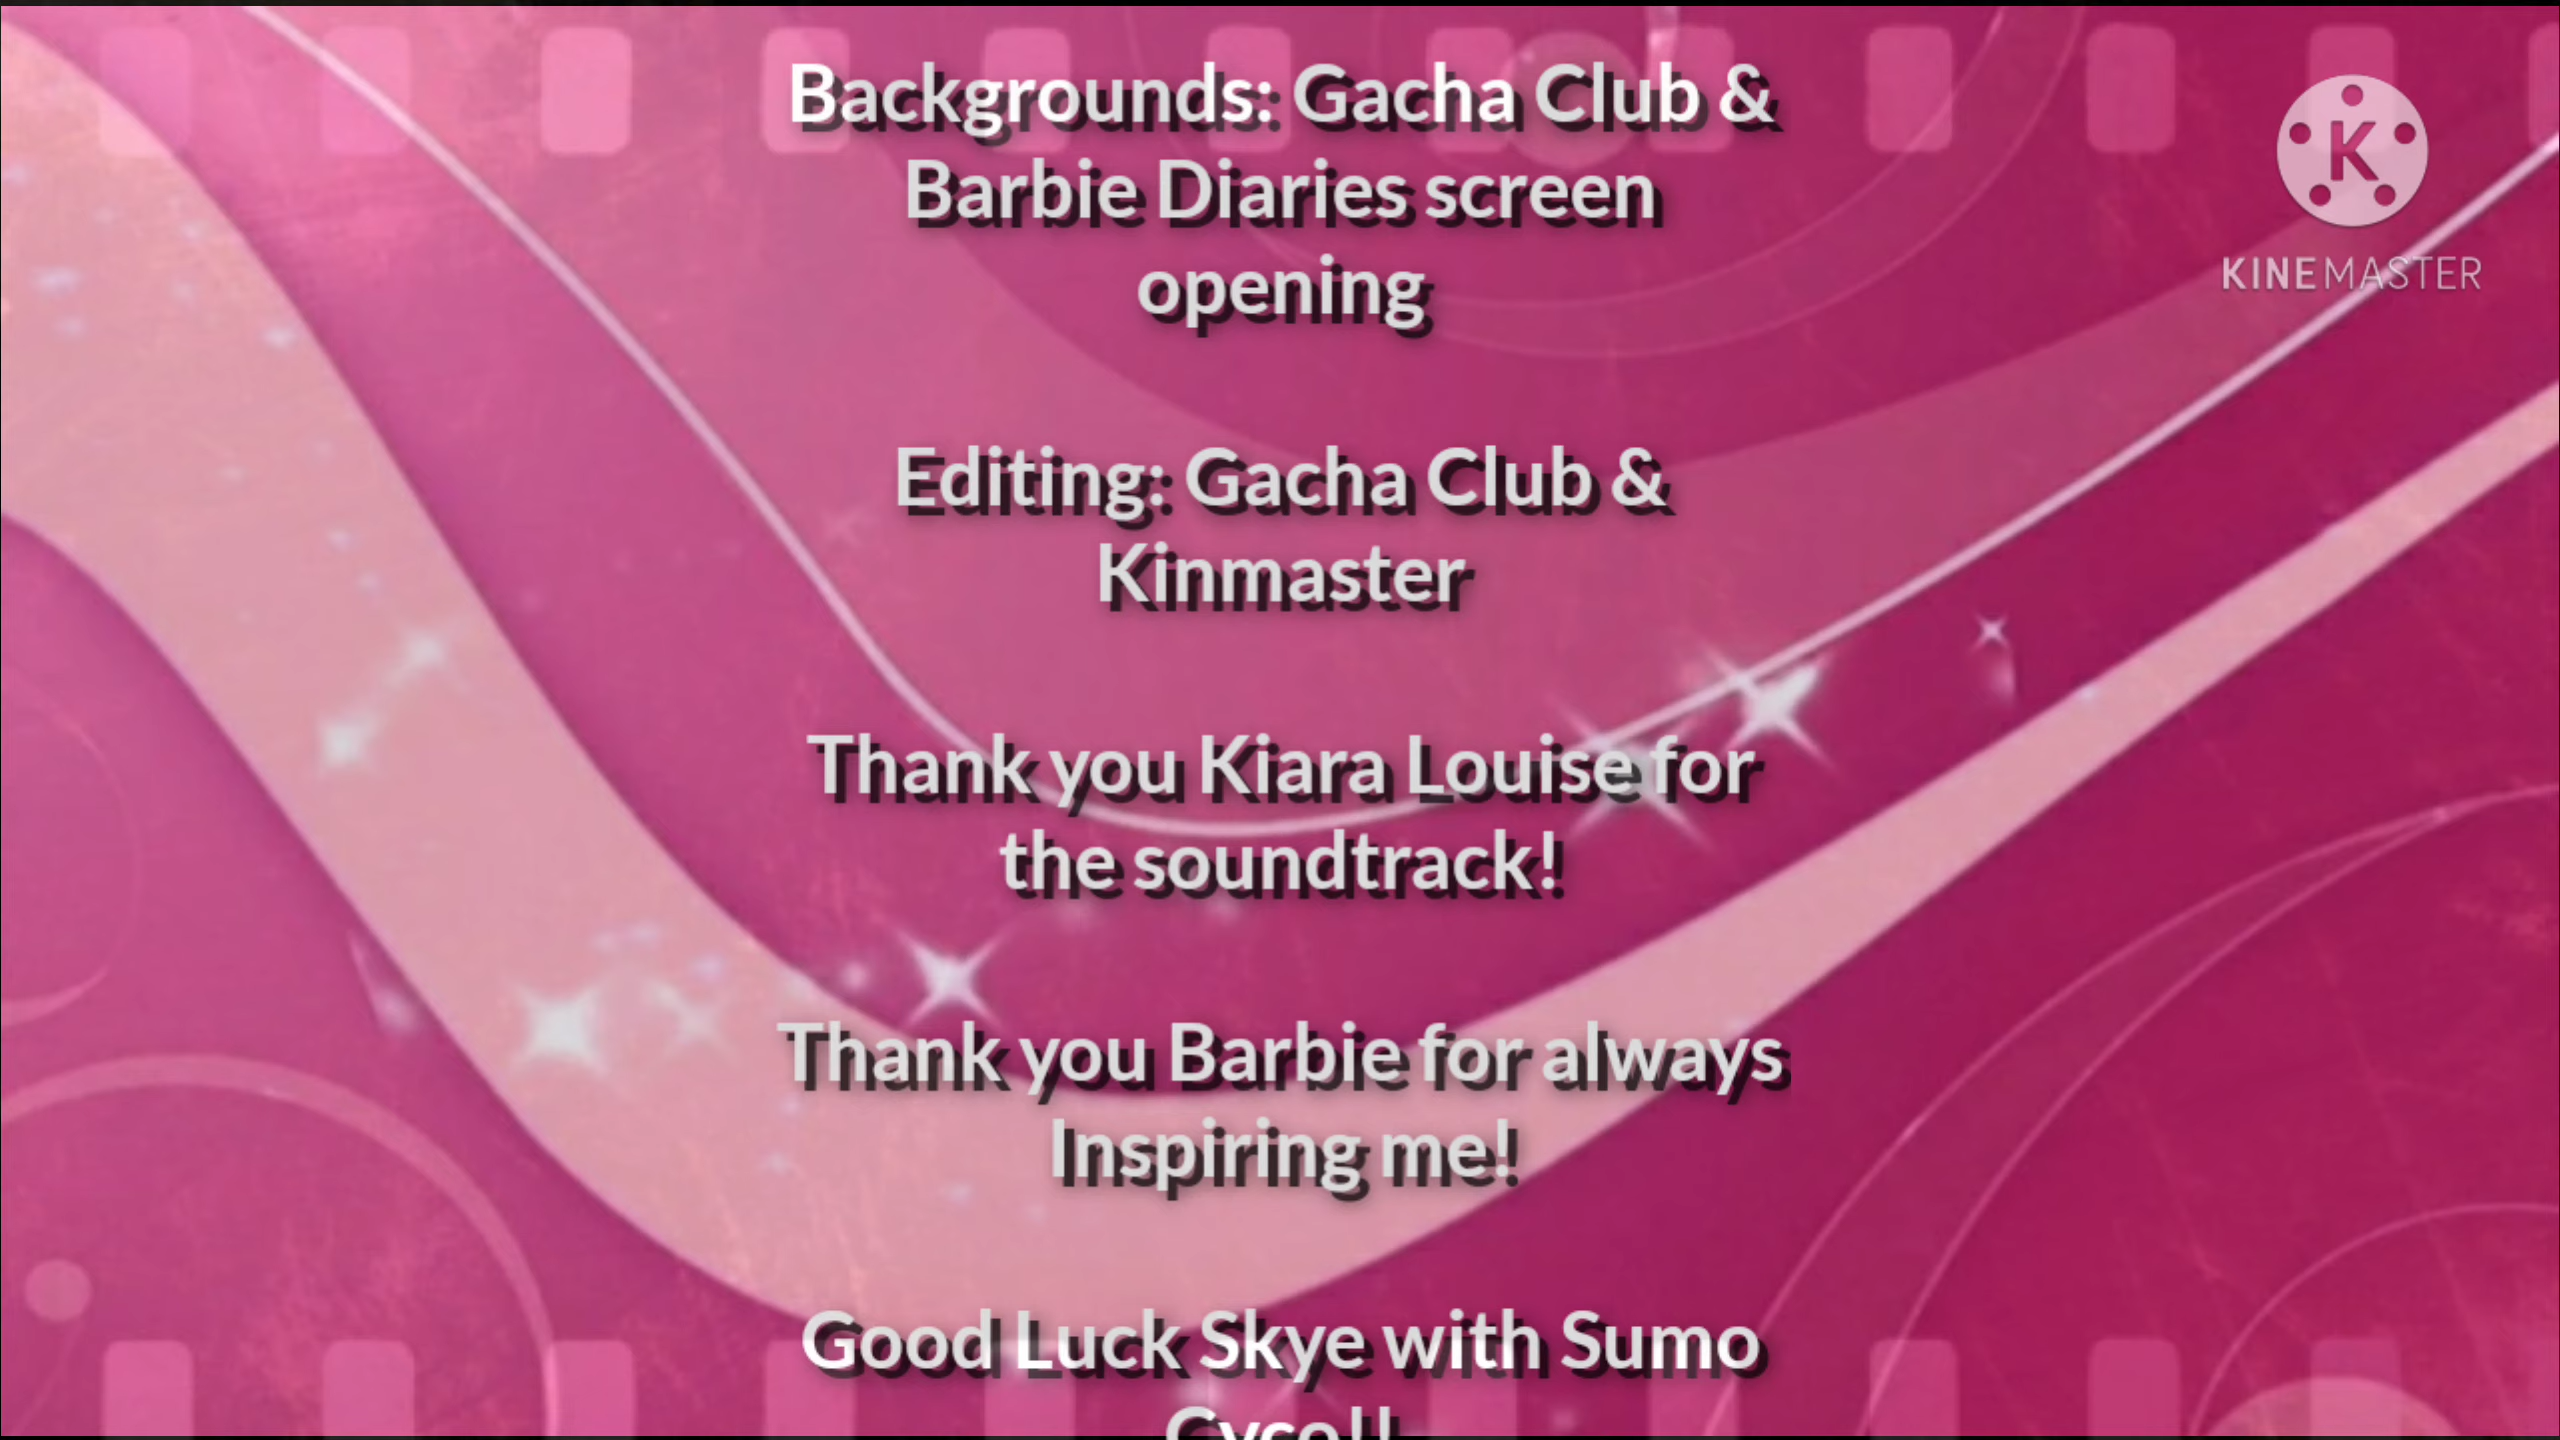 Backgrounds: Gacha Club &
Barbie Diaries screen
opening
Editing: Gacha Club &
Kinmaster
Thank you Kiara Louise for
the soundtrack!
Thank you Barbie for always
Inspiring me!
Good Luck Skye with Sumo
K
KINEMASTER